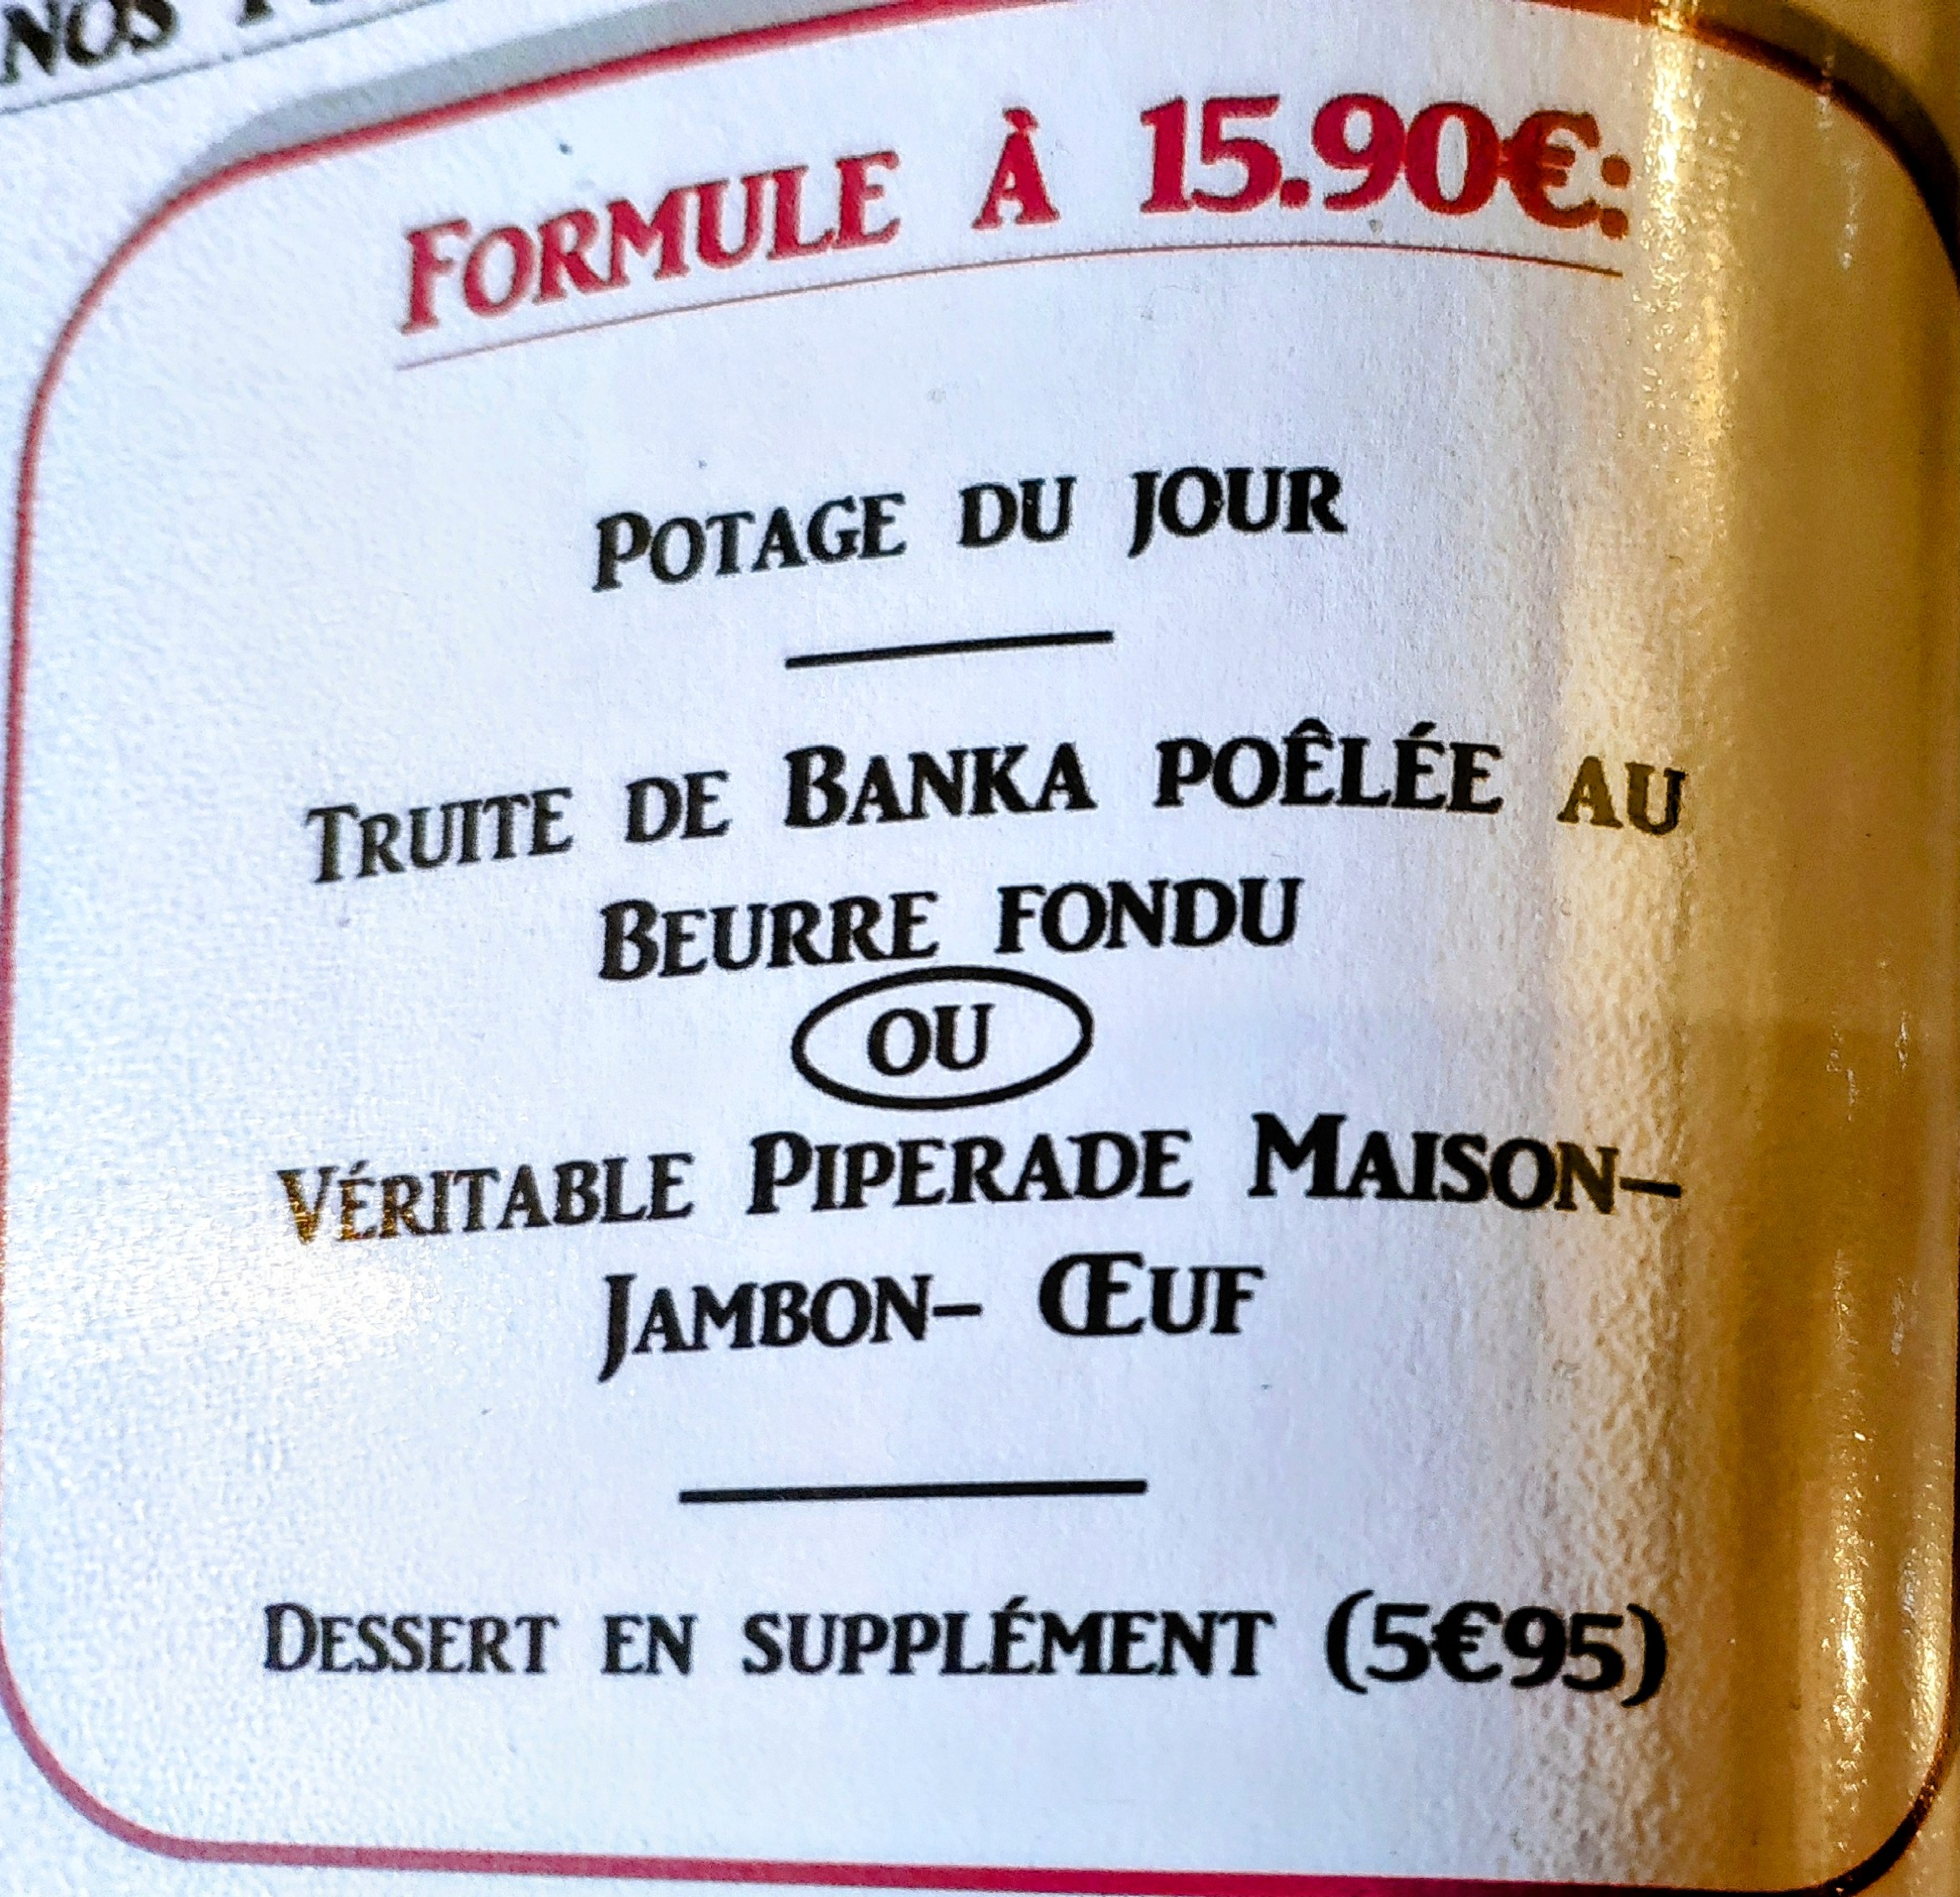 NOS
FORMULE À 15.90€:
POTAGE DU JOUR
TRUITE DE BANKA POÊLÉE AU
BEURRE FONDU
OU
VÉRITABLE PIPERADE MAISON–
JAMBON– ŒUF
DESSERT EN SUPPLÉMENT (5€95)